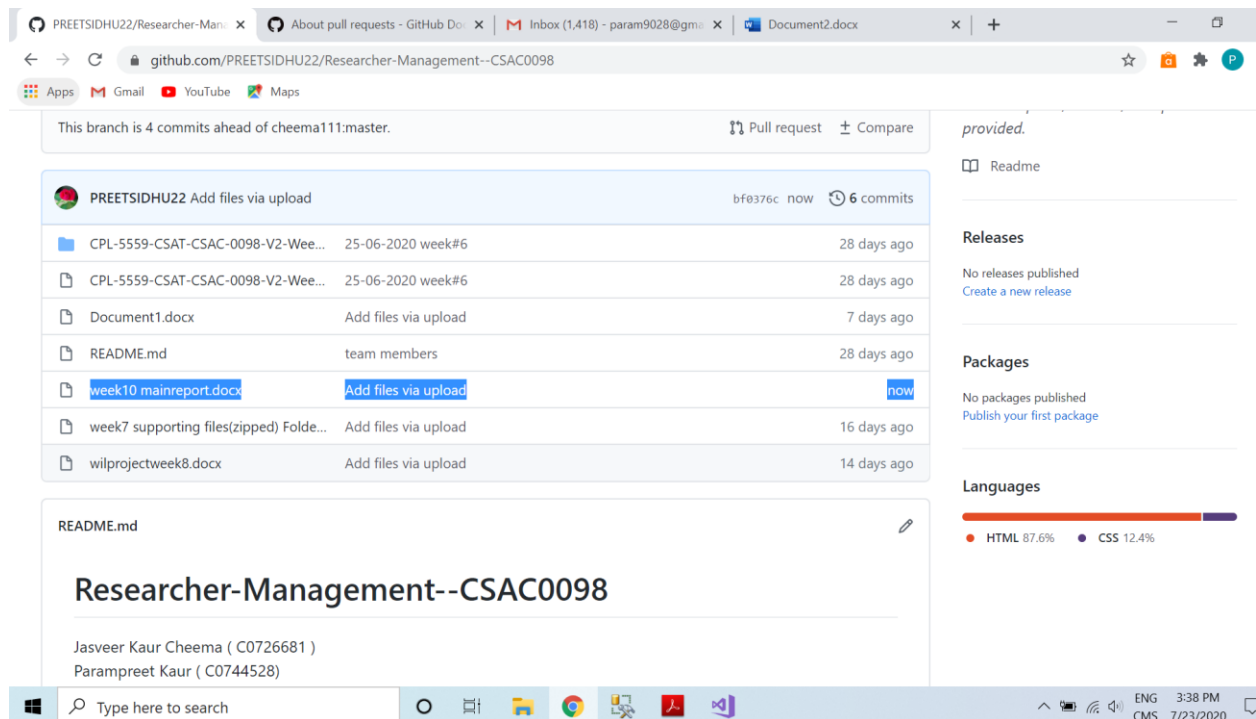 PREETSIDHU22/Researcher-Mana
About pull requests - GitHub Doc
Inbox (1,418) - param9028@gma
Document2.docx
github.com/PREETSIDHU22/Researcher-Management--CSAC0098
P
Apps Gmail YouTube Maps
This branch is 4 commits ahead of cheema111:master. Pull request Compare
provided.
Readme
PREETSIDHU22 Add files via upload bf0376c now 6 commits
CPL-5559-CSAT-CSAC-0098-V2-Wee... 25-06-2020 week#6 28 days ago
CPL-5559-CSAT-CSAC-0098-V2-Wee... 25-06-2020 week#6 28 days ago
Document1.docx Add files via upload 7 days ago
README.md team members 28 days ago
week10 mainreport.docx Add files via upload now
week7 supporting files(zipped) Folde... Add files via upload 16 days ago
wilprojectweek8.docx Add files via upload 14 days ago
Releases
No releases published
Create a new release
Packages
No packages published
Publish your first package
Languages
HTML 87.6% CSS 12.4%
README.md
Researcher-Management--CSAC0098
Jasveer Kaur Cheema ( C0726681 )
Parampreet Kaur ( C0744528)
Type here to search
ENG 3:38 PM
CMS 7/23/2020